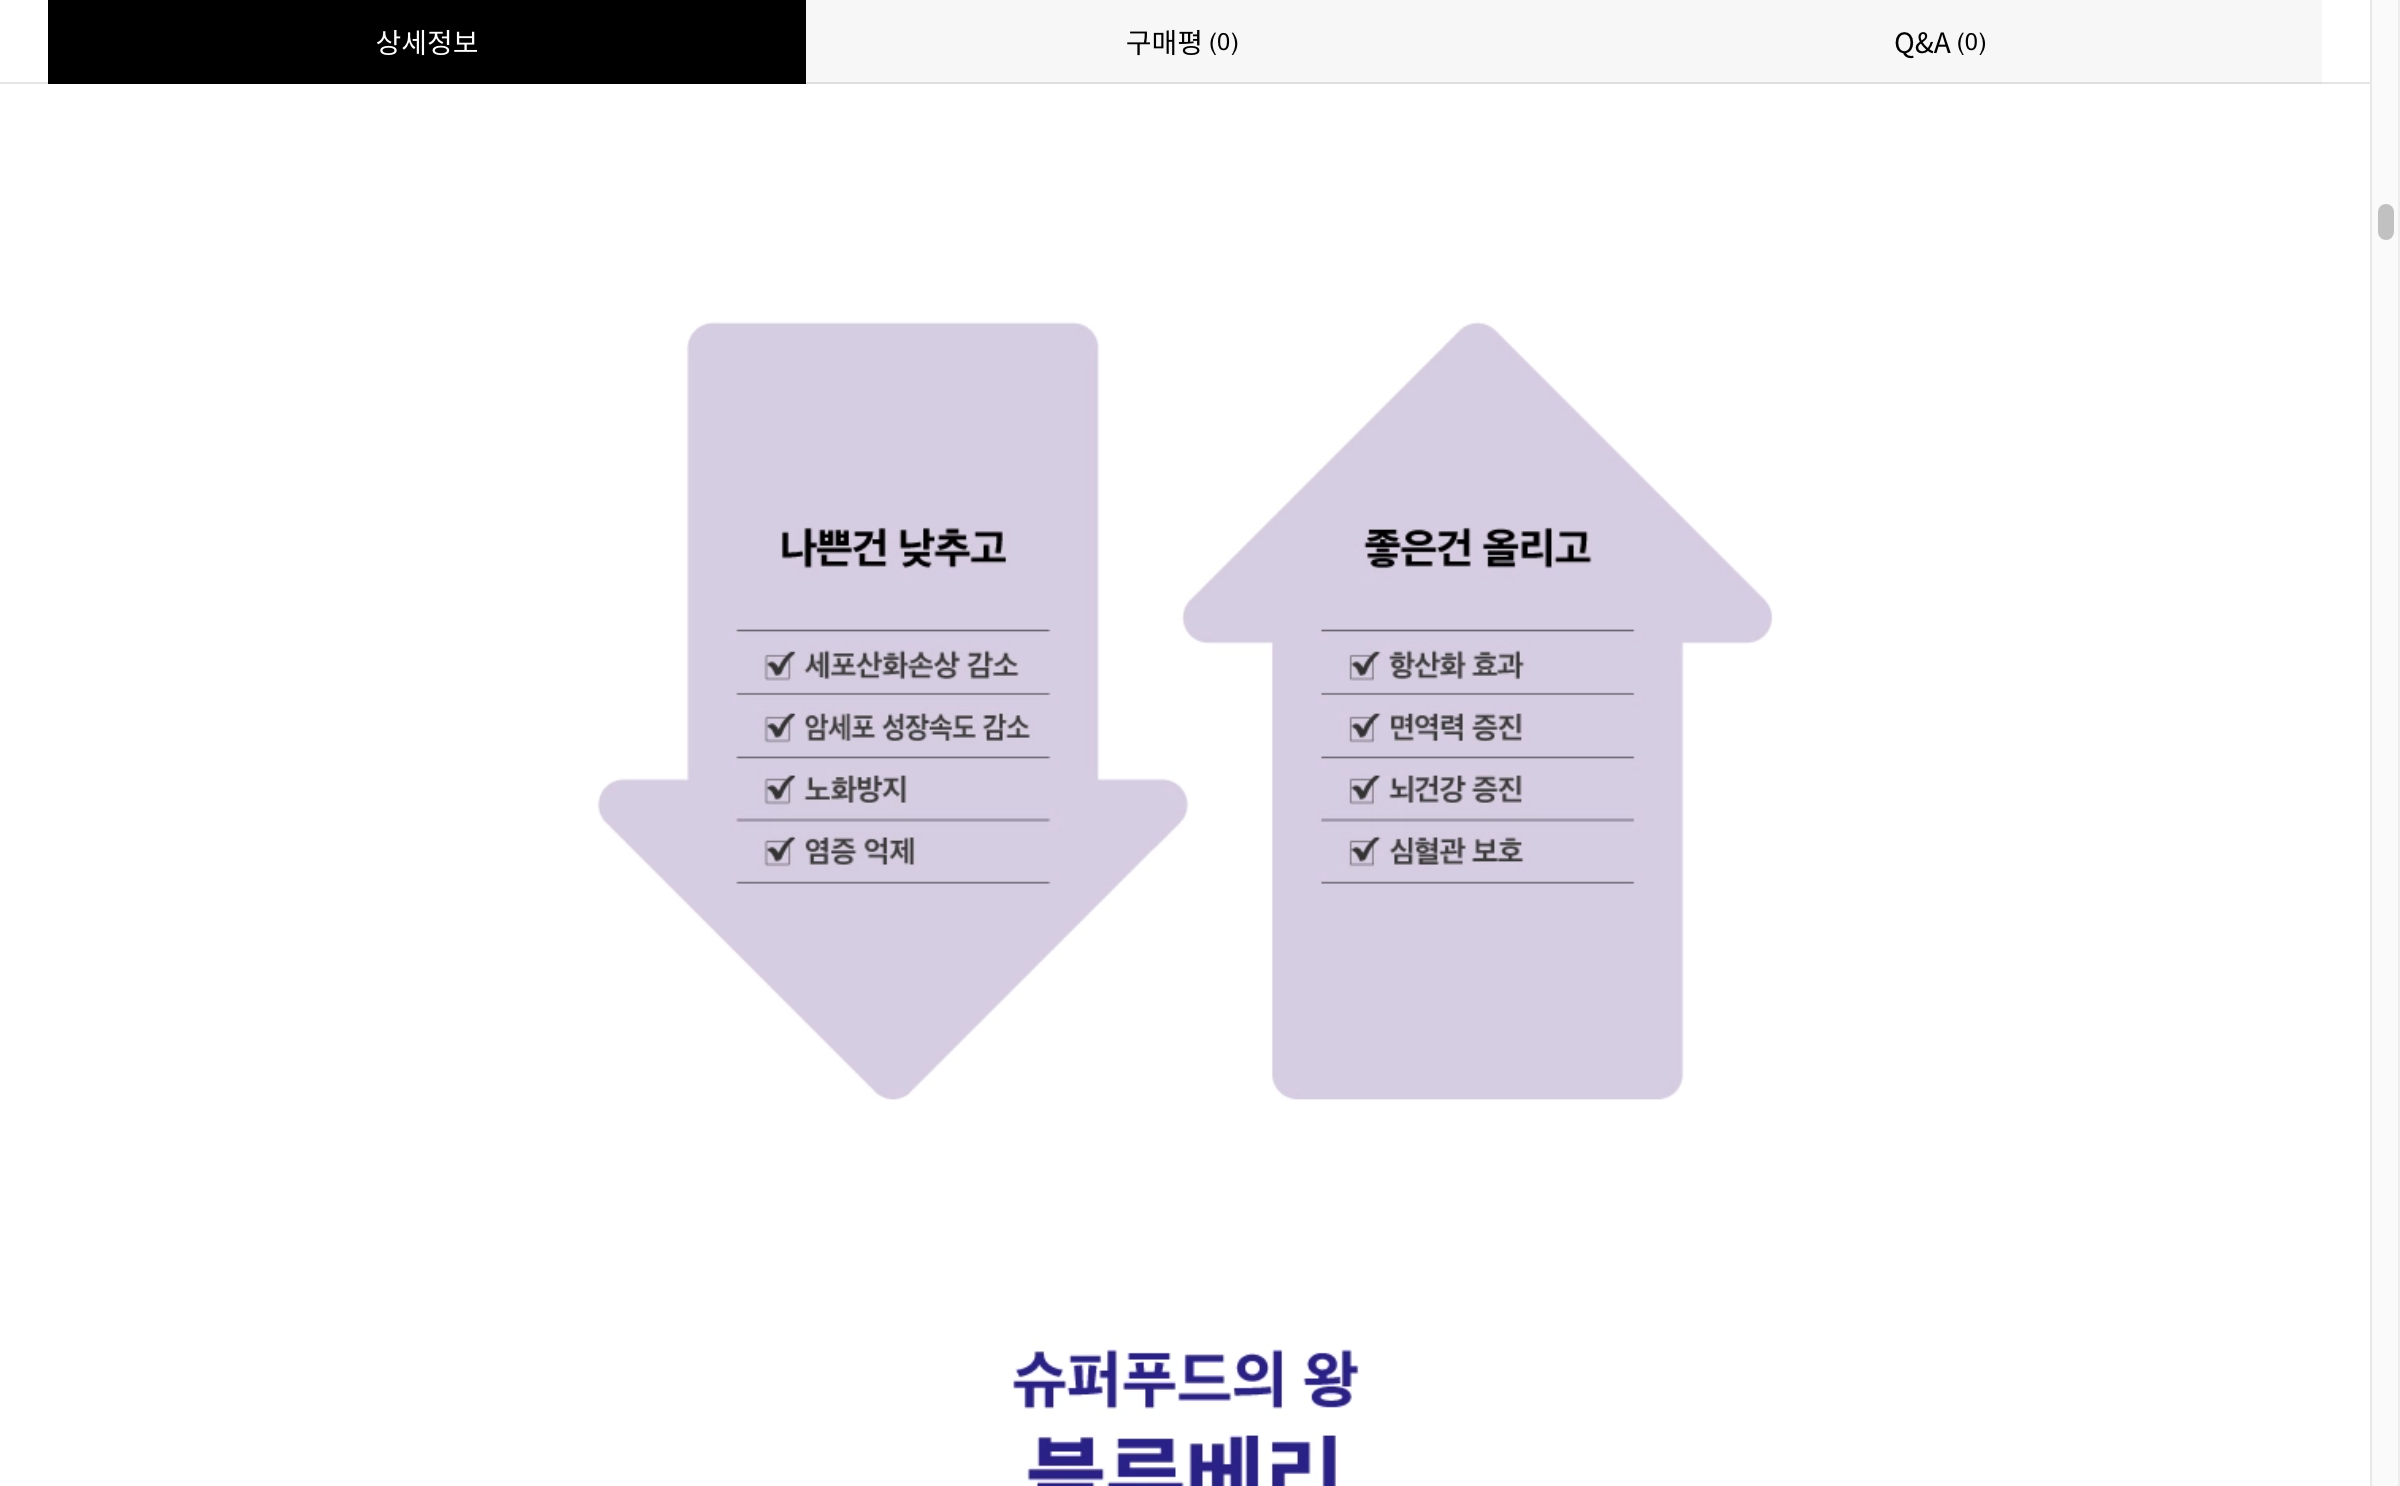 상세정보
구매평 (0)
Q&A (0)
나쁜건 낮추고
세포산화손상 감소
암세포 성장속도 감소
노화방지
염증 억제
좋은건 올리고
항산화 효과
면역력 증진
뇌건강 증진
심혈관 보호
슈퍼푸드의 왕
블루베리